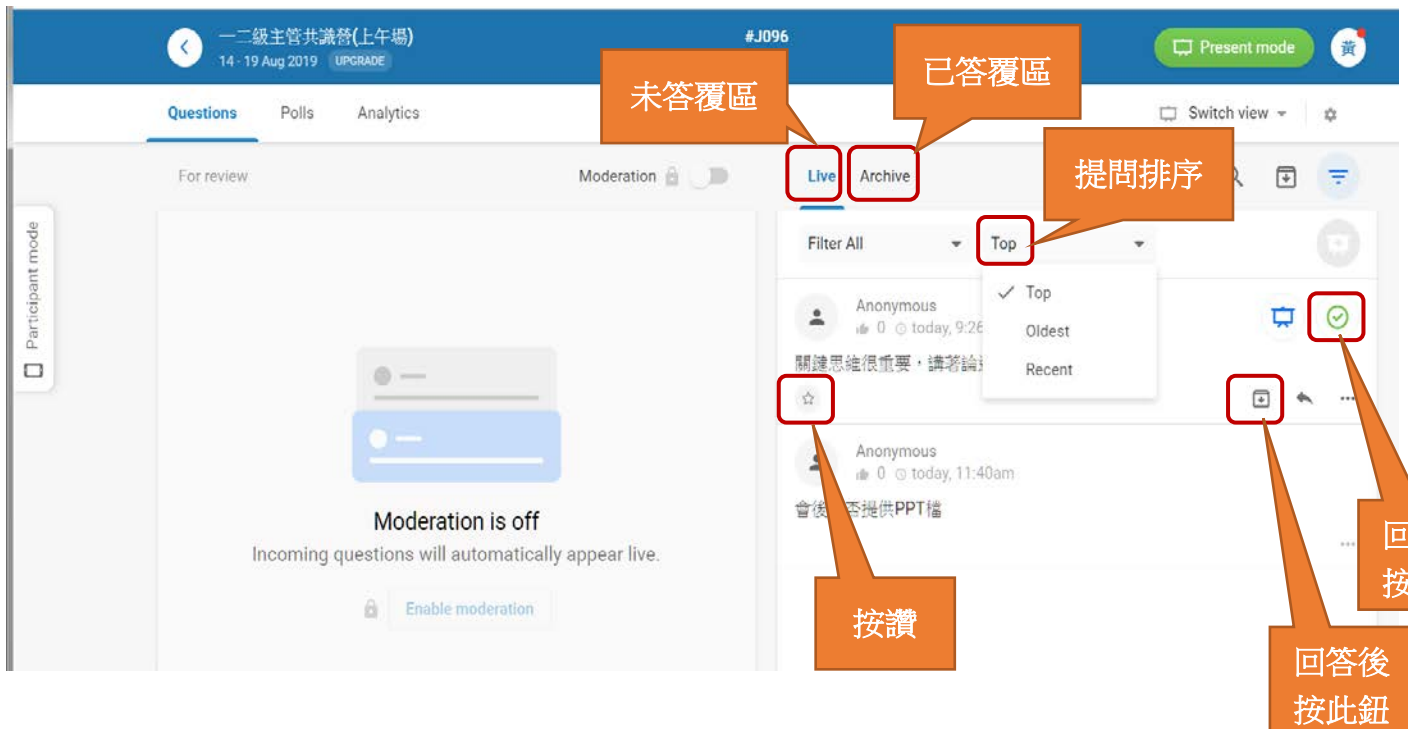 一二級主管共識營(上午場)
14 - 19 Aug 2019 UPGRADE
#J096
Present mode
黃
未答覆區
已答覆區
Questions Polls Analytics
Switch view
提問排序
For review
Moderation
Live Archive
Participant mode
Filter All
Top
Top
Oldest
Recent
Anonymous
0 today, 9:26
關鍵思維很重要，講著論
Anonymous
0 today, 11:40am
會後 否提供PPT檔
Moderation is off
Incoming questions will automatically appear live.
Enable moderation
按讚
回
按
回答後
按此鈕